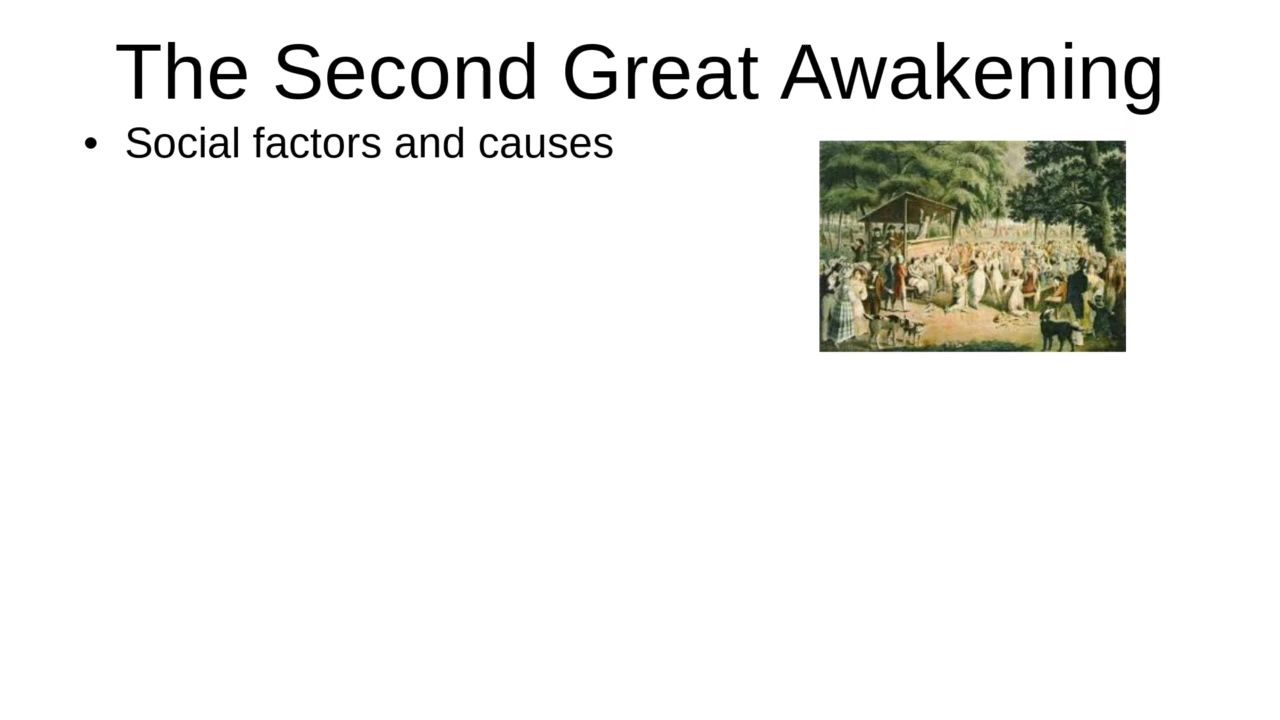 The Second Great Awakening
• Social factors and causes